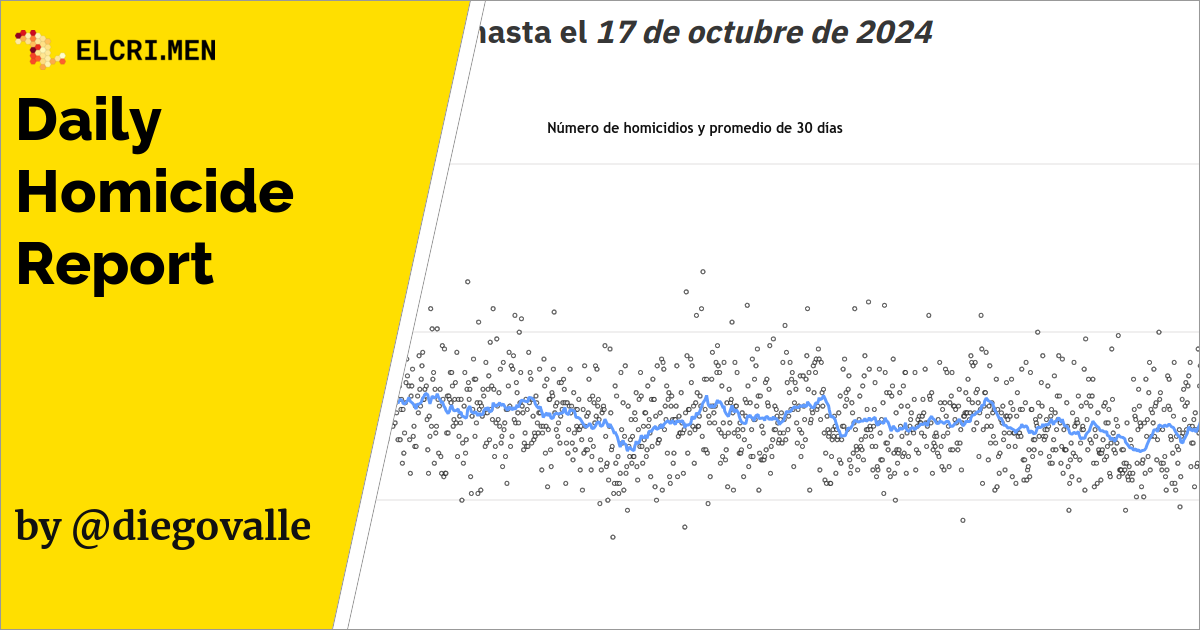 ELCRI.MEN
Daily
Homicide
Report
by @diegovalle
hasta el 17 de octubre de 2024
Número de homicidios y promedio de 30 días